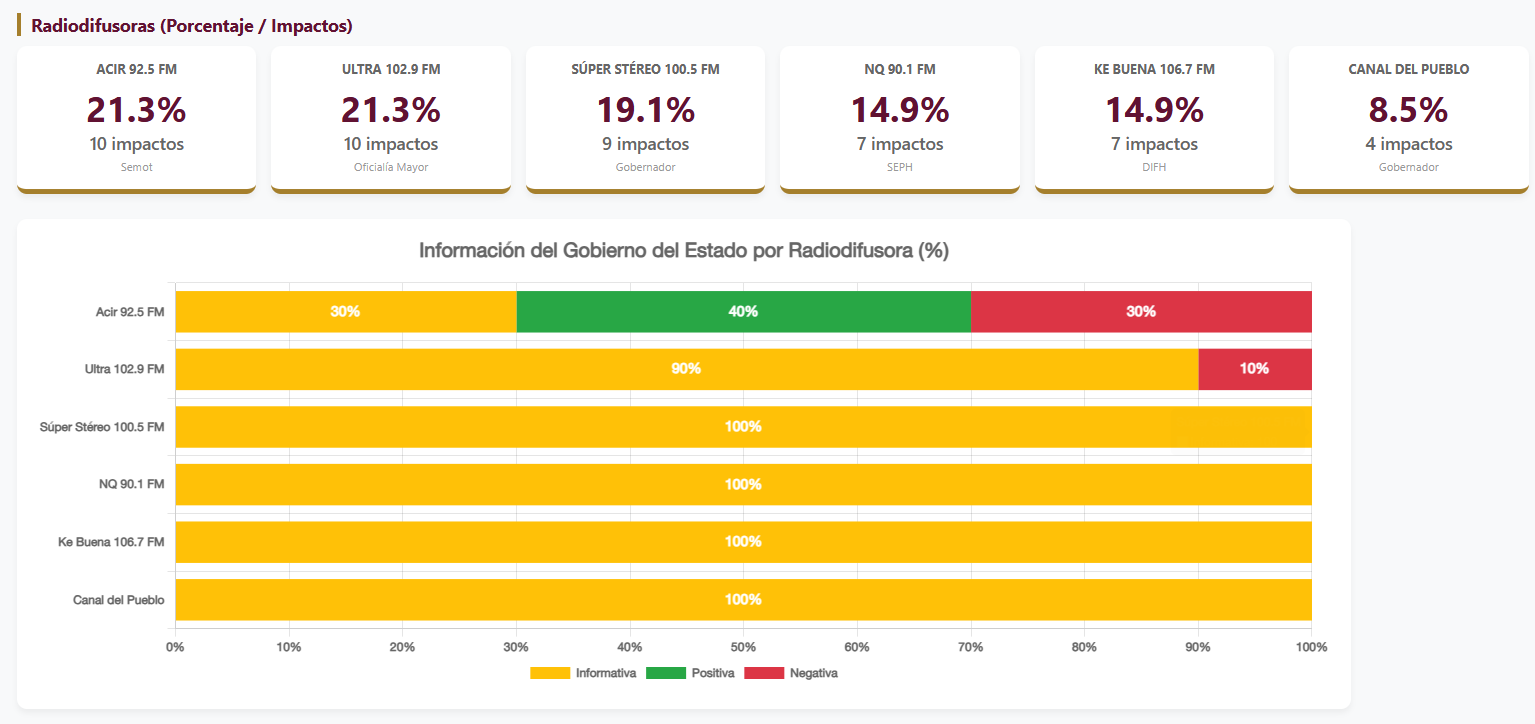 Radiodifusoras (Porcentaje / Impactos)
ACIR 92.5 FM
21.3%
10 impactos
Semot
ULTRA 102.9 FM
21.3%
10 impactos
Oficialía Mayor
SÚPER STÉREO 100.5 FM
19.1%
9 impactos
Gobernador
NQ 90.1 FM
14.9%
7 impactos
SEPH
KE BUENA 106.7 FM
14.9%
7 impactos
DIFH
CANAL DEL PUEBLO
8.5%
4 impactos
Gobernador
Información del Gobierno del Estado por Radiodifusora (%)
Acir 92.5 FM 30% 40% 30%
Ultra 102.9 FM 90% 10%
Súper Stéreo 100.5 FM 100%
NQ 90.1 FM 100%
Ke Buena 106.7 FM 100%
Canal del Pueblo 100%
0% 10% 20% 30% 40% 50% 60% 70% 80% 90% 100%
Informativa Positiva Negativa